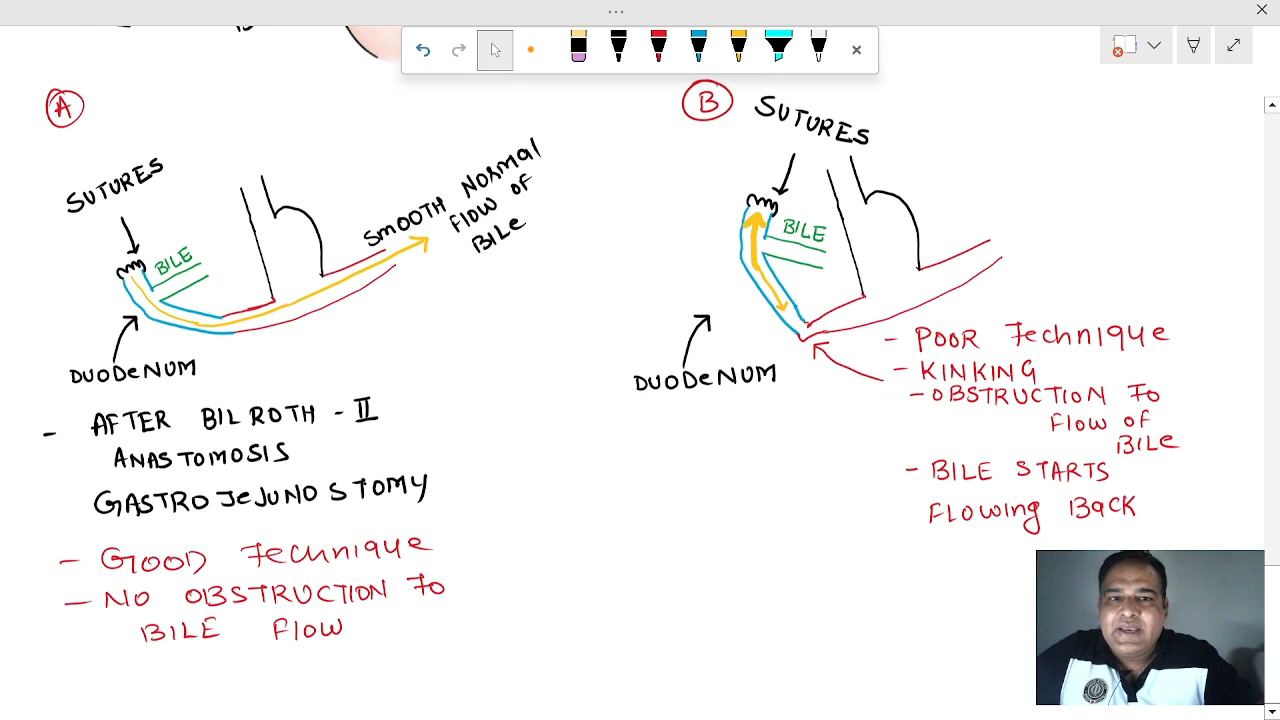 A
SUTURES
BILE
SMOOTH NORMAL
FLOW OF
BILE
DUODENUM
- AFTER BILROTH - II
ANASTOMOSIS
GASTROJEJUNOSTOMY
- GOOD Technique
- NO OBSTRUCTION TO
BILE FLOW
B
SUTURES
BILE
DUODENUM
- POOR Technique
- KINKING
- OBSTRUCTION TO
FLOW OF
BILE
- BILE STARTS
FLOWING BACK